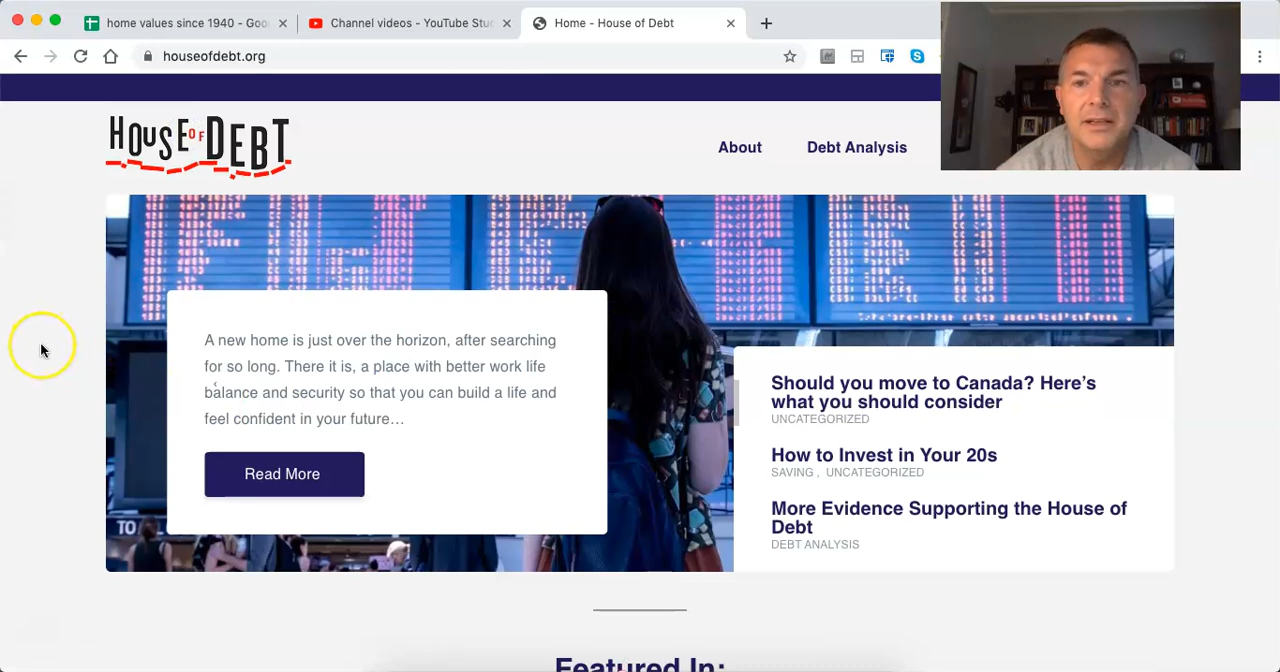 home values since 1940 - Goo
Channel videos - YouTube Stud
Home - House of Debt
houseofdebt.org
HOUSE OF DEBT
About
Debt Analysis
A new home is just over the horizon, after searching
for so long. There it is, a place with better work life
balance and security so that you can build a life and
feel confident in your future…
Read More
Should you move to Canada? Here’s
what you should consider
UNCATEGORIZED
How to Invest in Your 20s
SAVING , UNCATEGORIZED
More Evidence Supporting the House of
Debt
DEBT ANALYSIS
TO
Featured In: